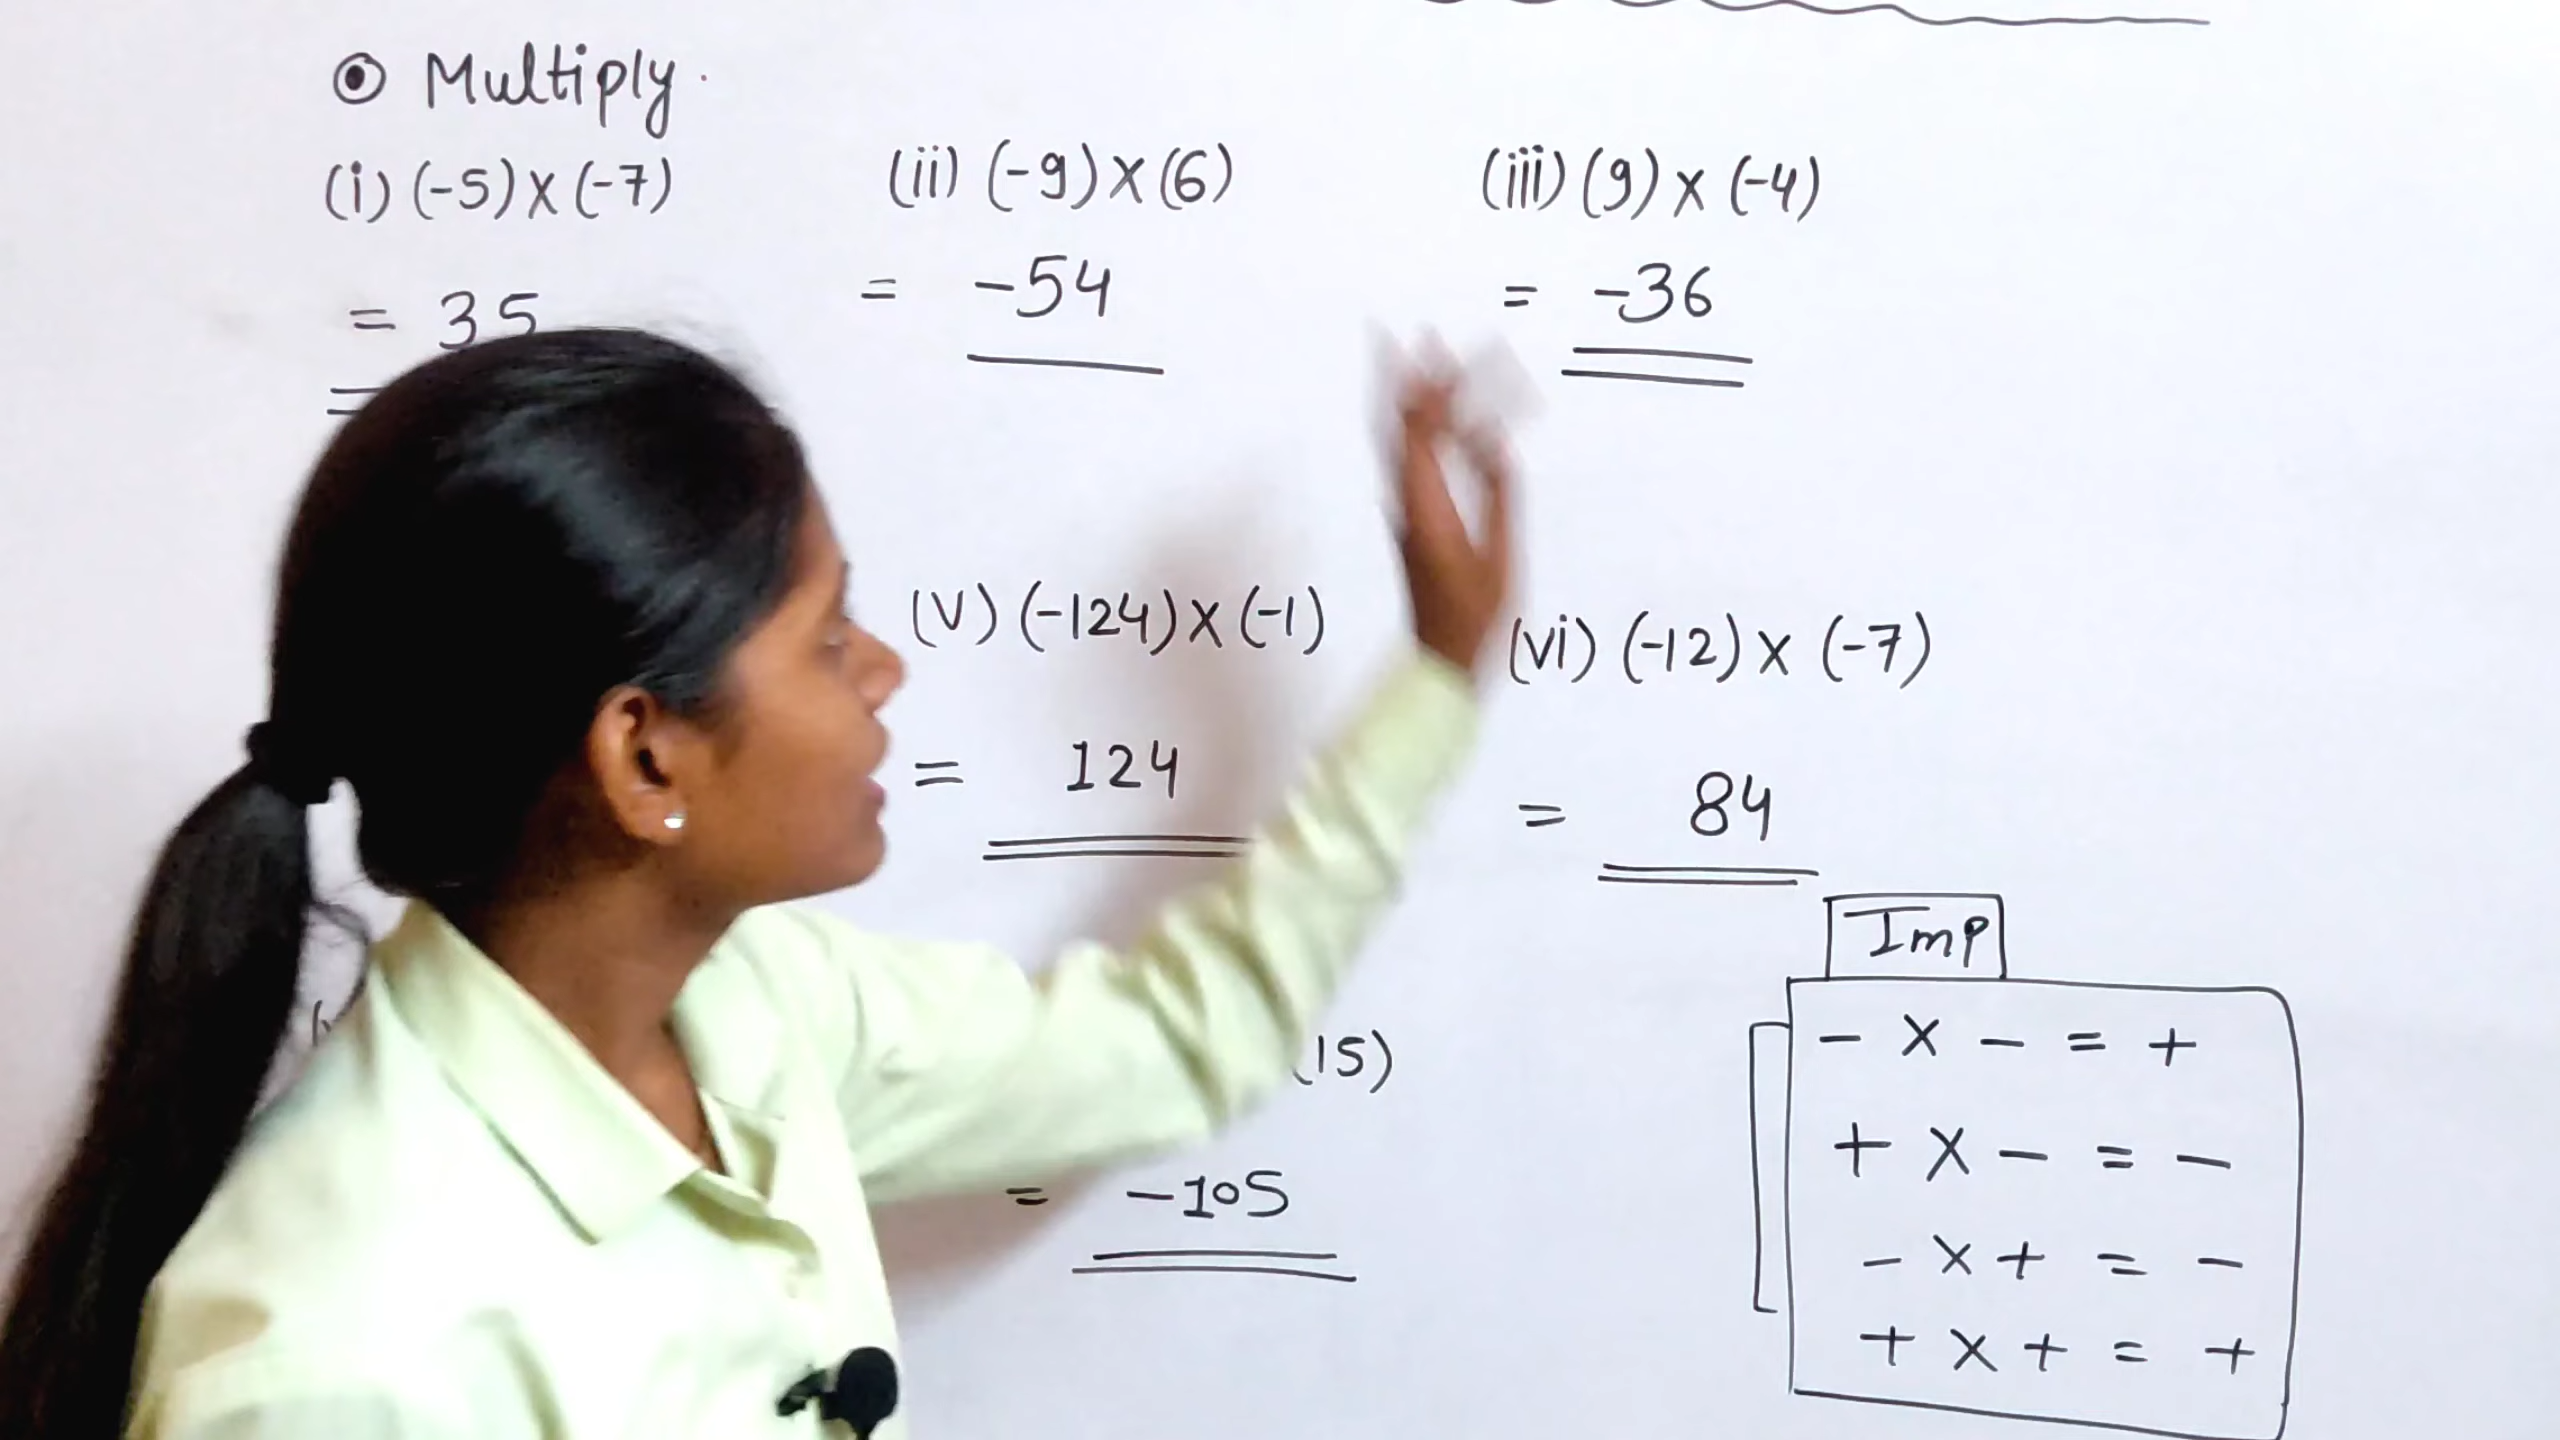 Multiply
(i) (-5) x (-7)
= 35
(ii) (-9) x (6)
= -54
(iii) (9) x (-4)
= -36
(v) (-124) x (-1)
= 124
(vi) (-12) x (-7)
= 84
(15)
= -105
Imp
- x - = +
+ x - = -
- x + = -
+ x + = +